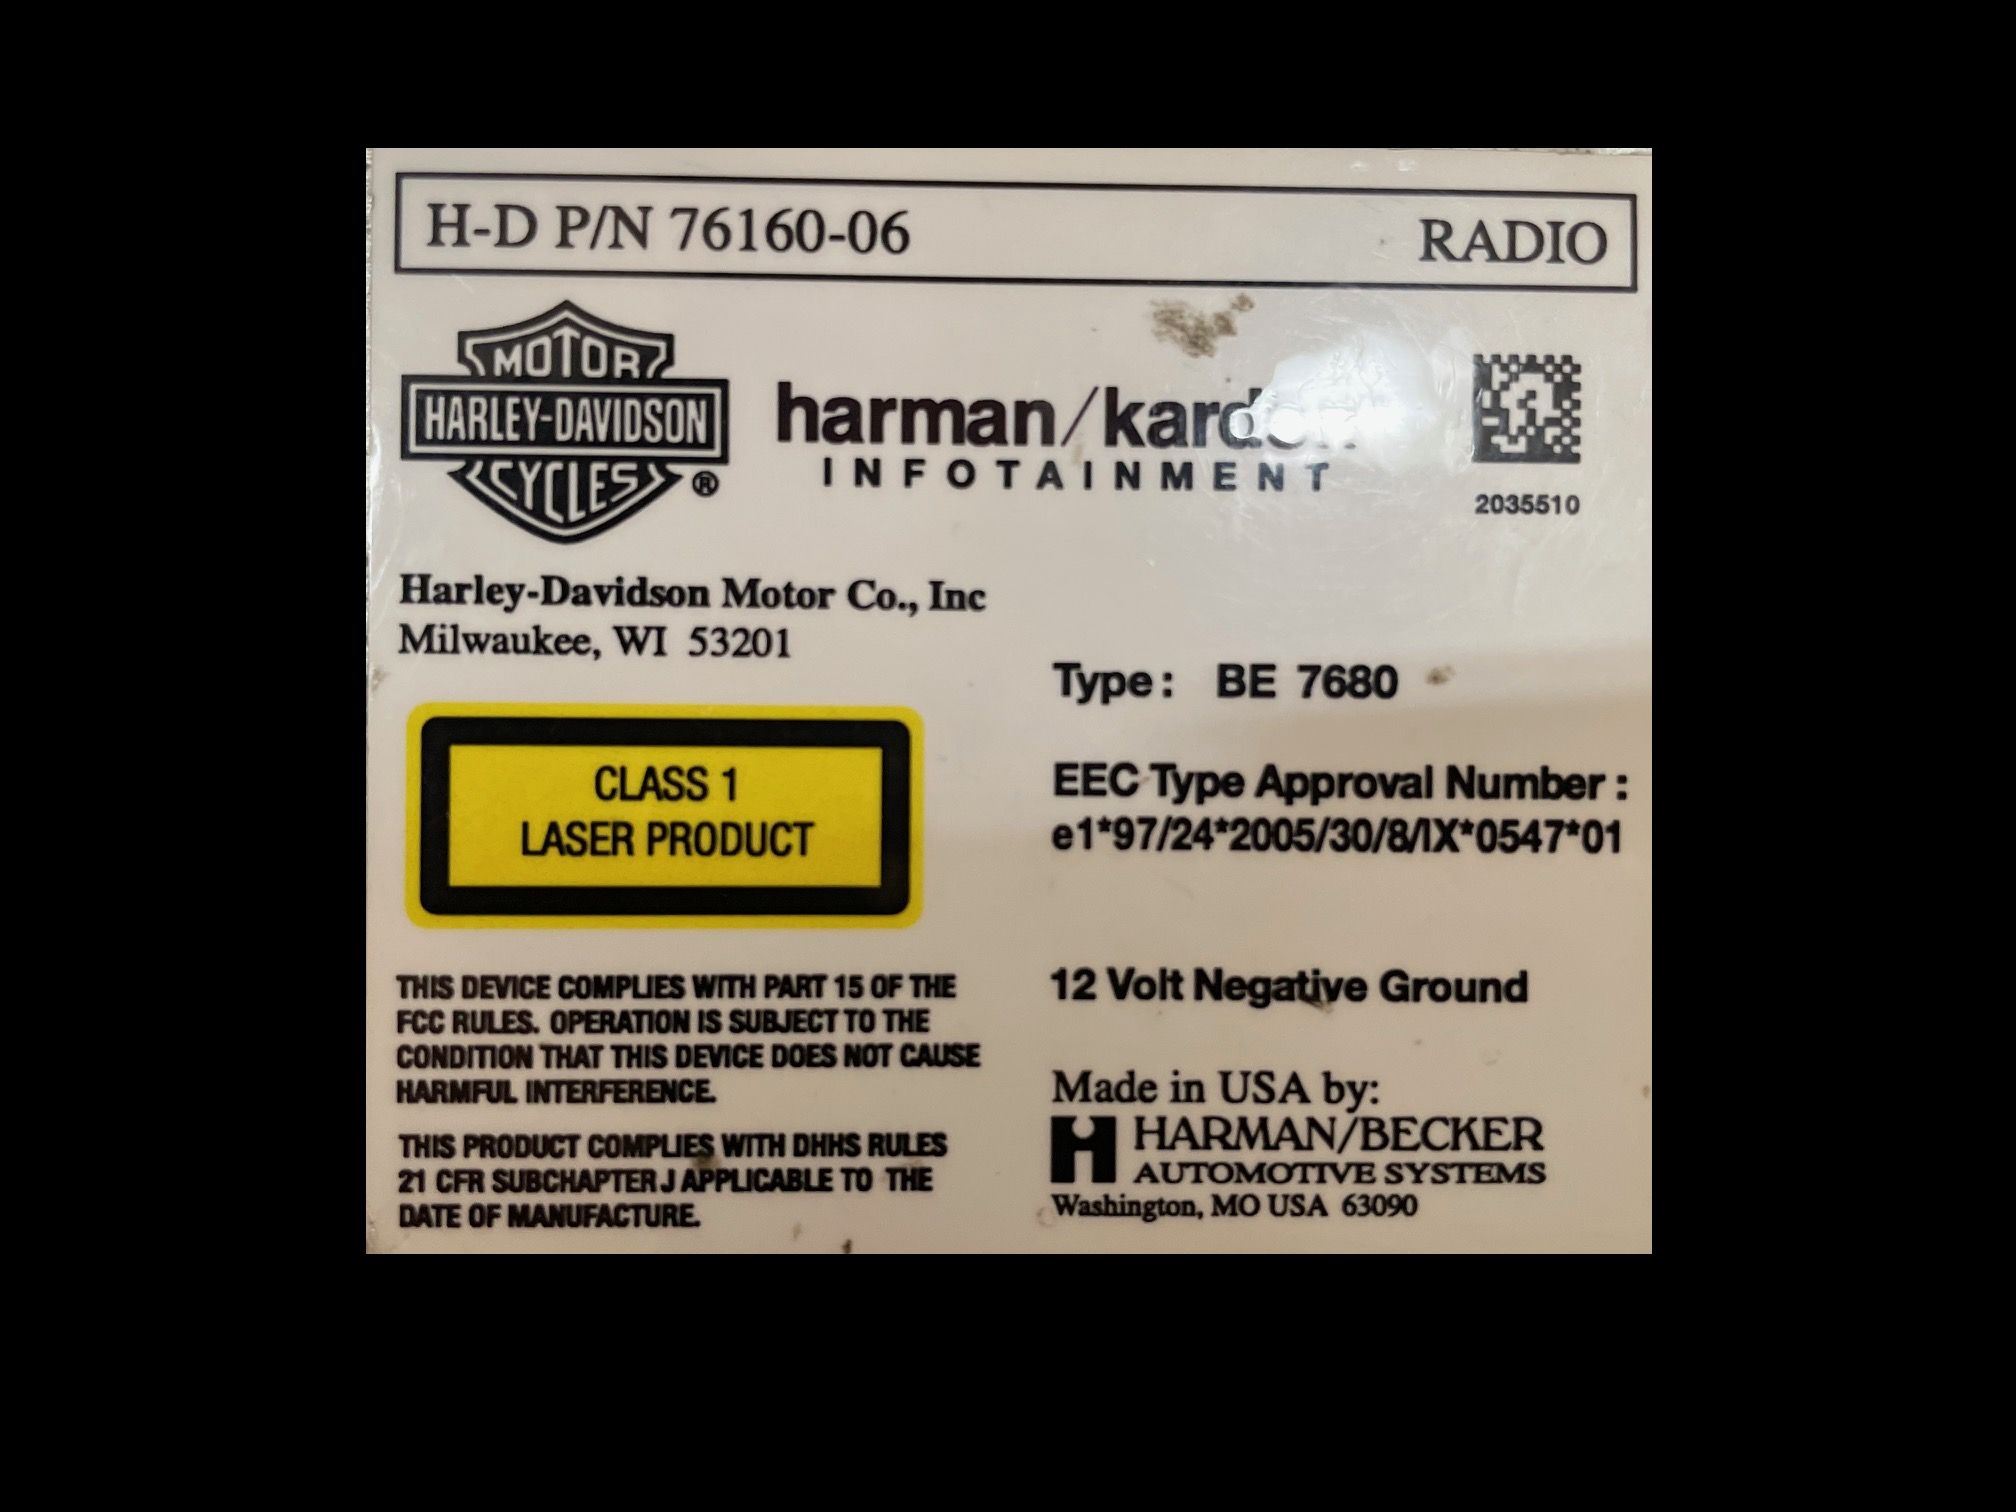 H-D P/N 76160-06 RADIO
MOTOR
HARLEY-DAVIDSON
CYCLES ®
harman/kardon
INFOTAINMENT
2035510
Harley-Davidson Motor Co., Inc
Milwaukee, WI 53201
CLASS 1
LASER PRODUCT
THIS DEVICE COMPLIES WITH PART 15 OF THE
FCC RULES. OPERATION IS SUBJECT TO THE
CONDITION THAT THIS DEVICE DOES NOT CAUSE
HARMFUL INTERFERENCE.
THIS PRODUCT COMPLIES WITH DHHS RULES
21 CFR SUBCHAPTER J APPLICABLE TO THE
DATE OF MANUFACTURE.
Type: BE 7680
EEC Type Approval Number :
e1*97/24*2005/30/8/IX*0547*01
12 Volt Negative Ground
Made in USA by:
HARMAN/BECKER
AUTOMOTIVE SYSTEMS
Washington, MO USA 63090